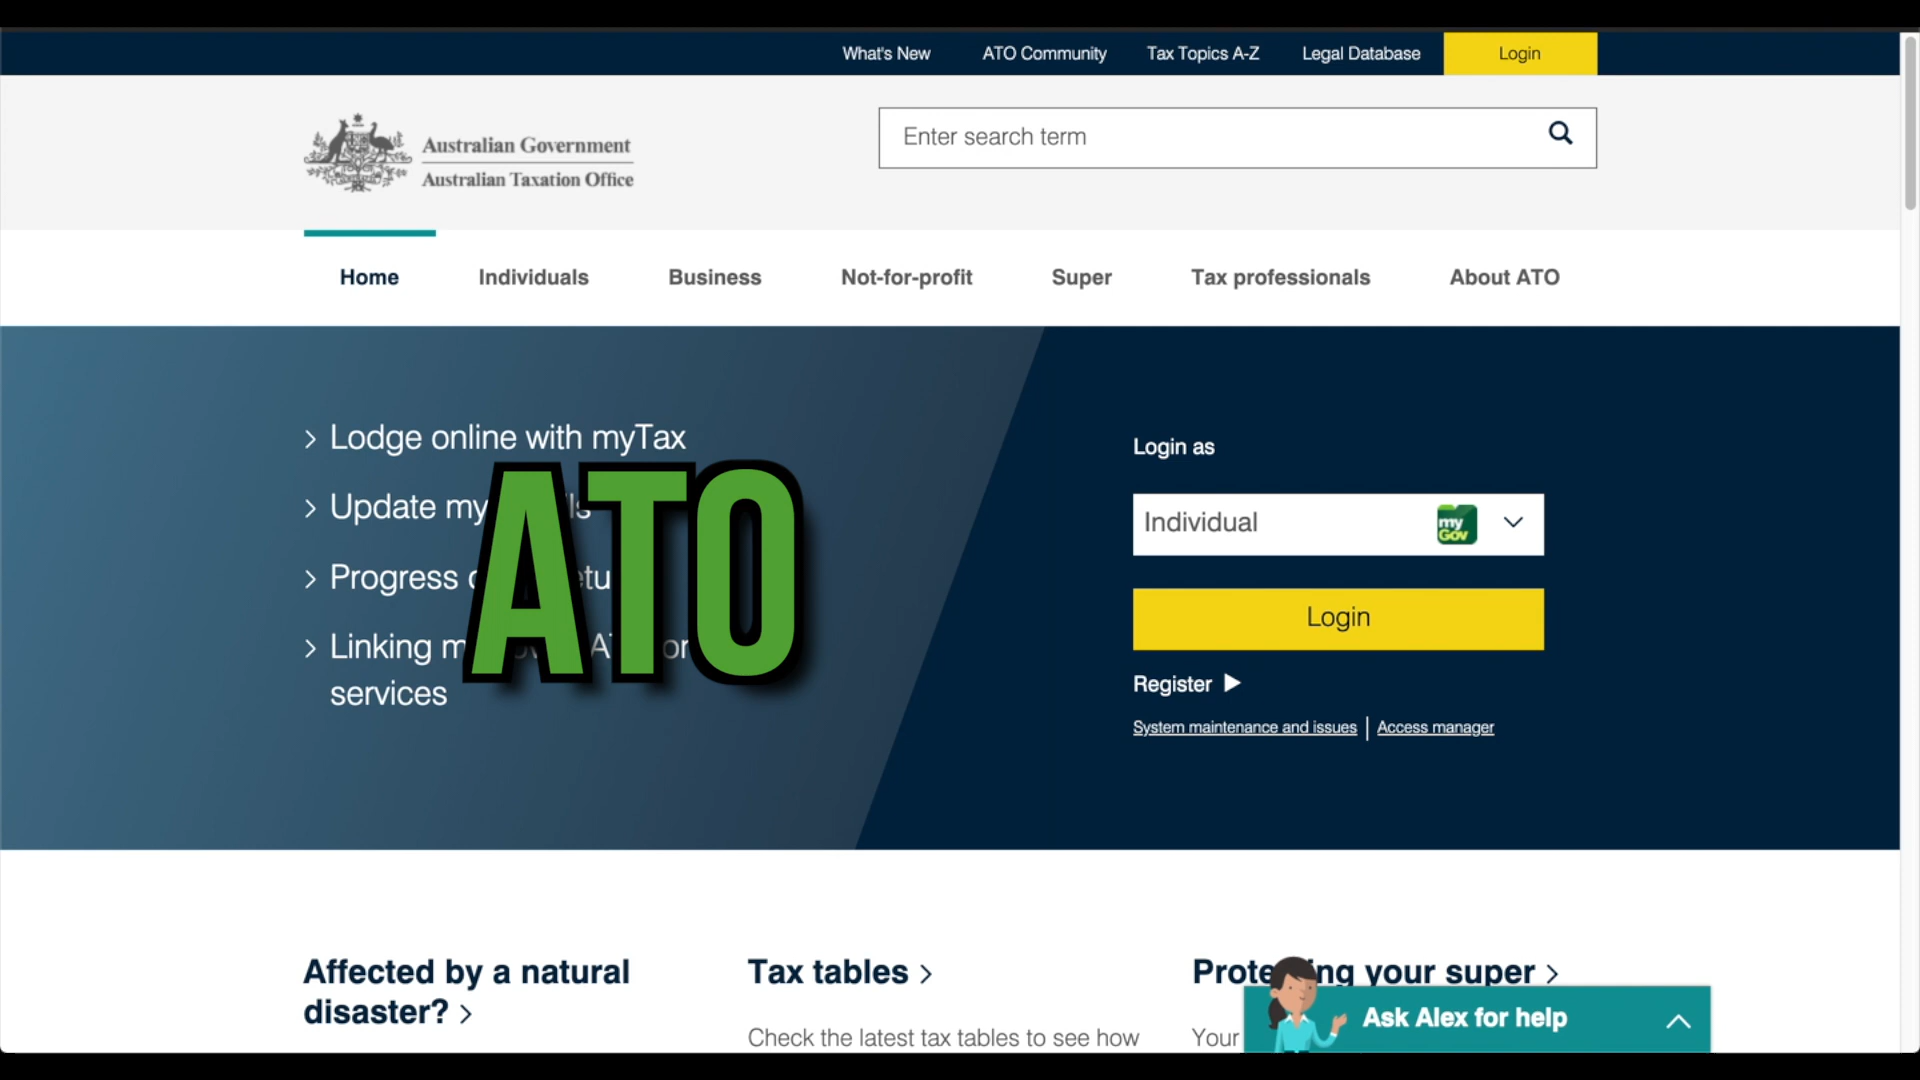 What's New ATO Community Tax Topics A-Z Legal Database Login
Australian Government
Australian Taxation Office
Enter search term
Home Individuals Business Not-for-profit Super Tax professionals About ATO
Lodge online with myTax
Update my
Progress
Linking
services
ATO
Login as
Individual
my
Gov
Login
Register
System maintenance and issues | Access manager
Affected by a natural
disaster?
Tax tables
Check the latest tax tables to see how
your super
Your
Ask Alex for help